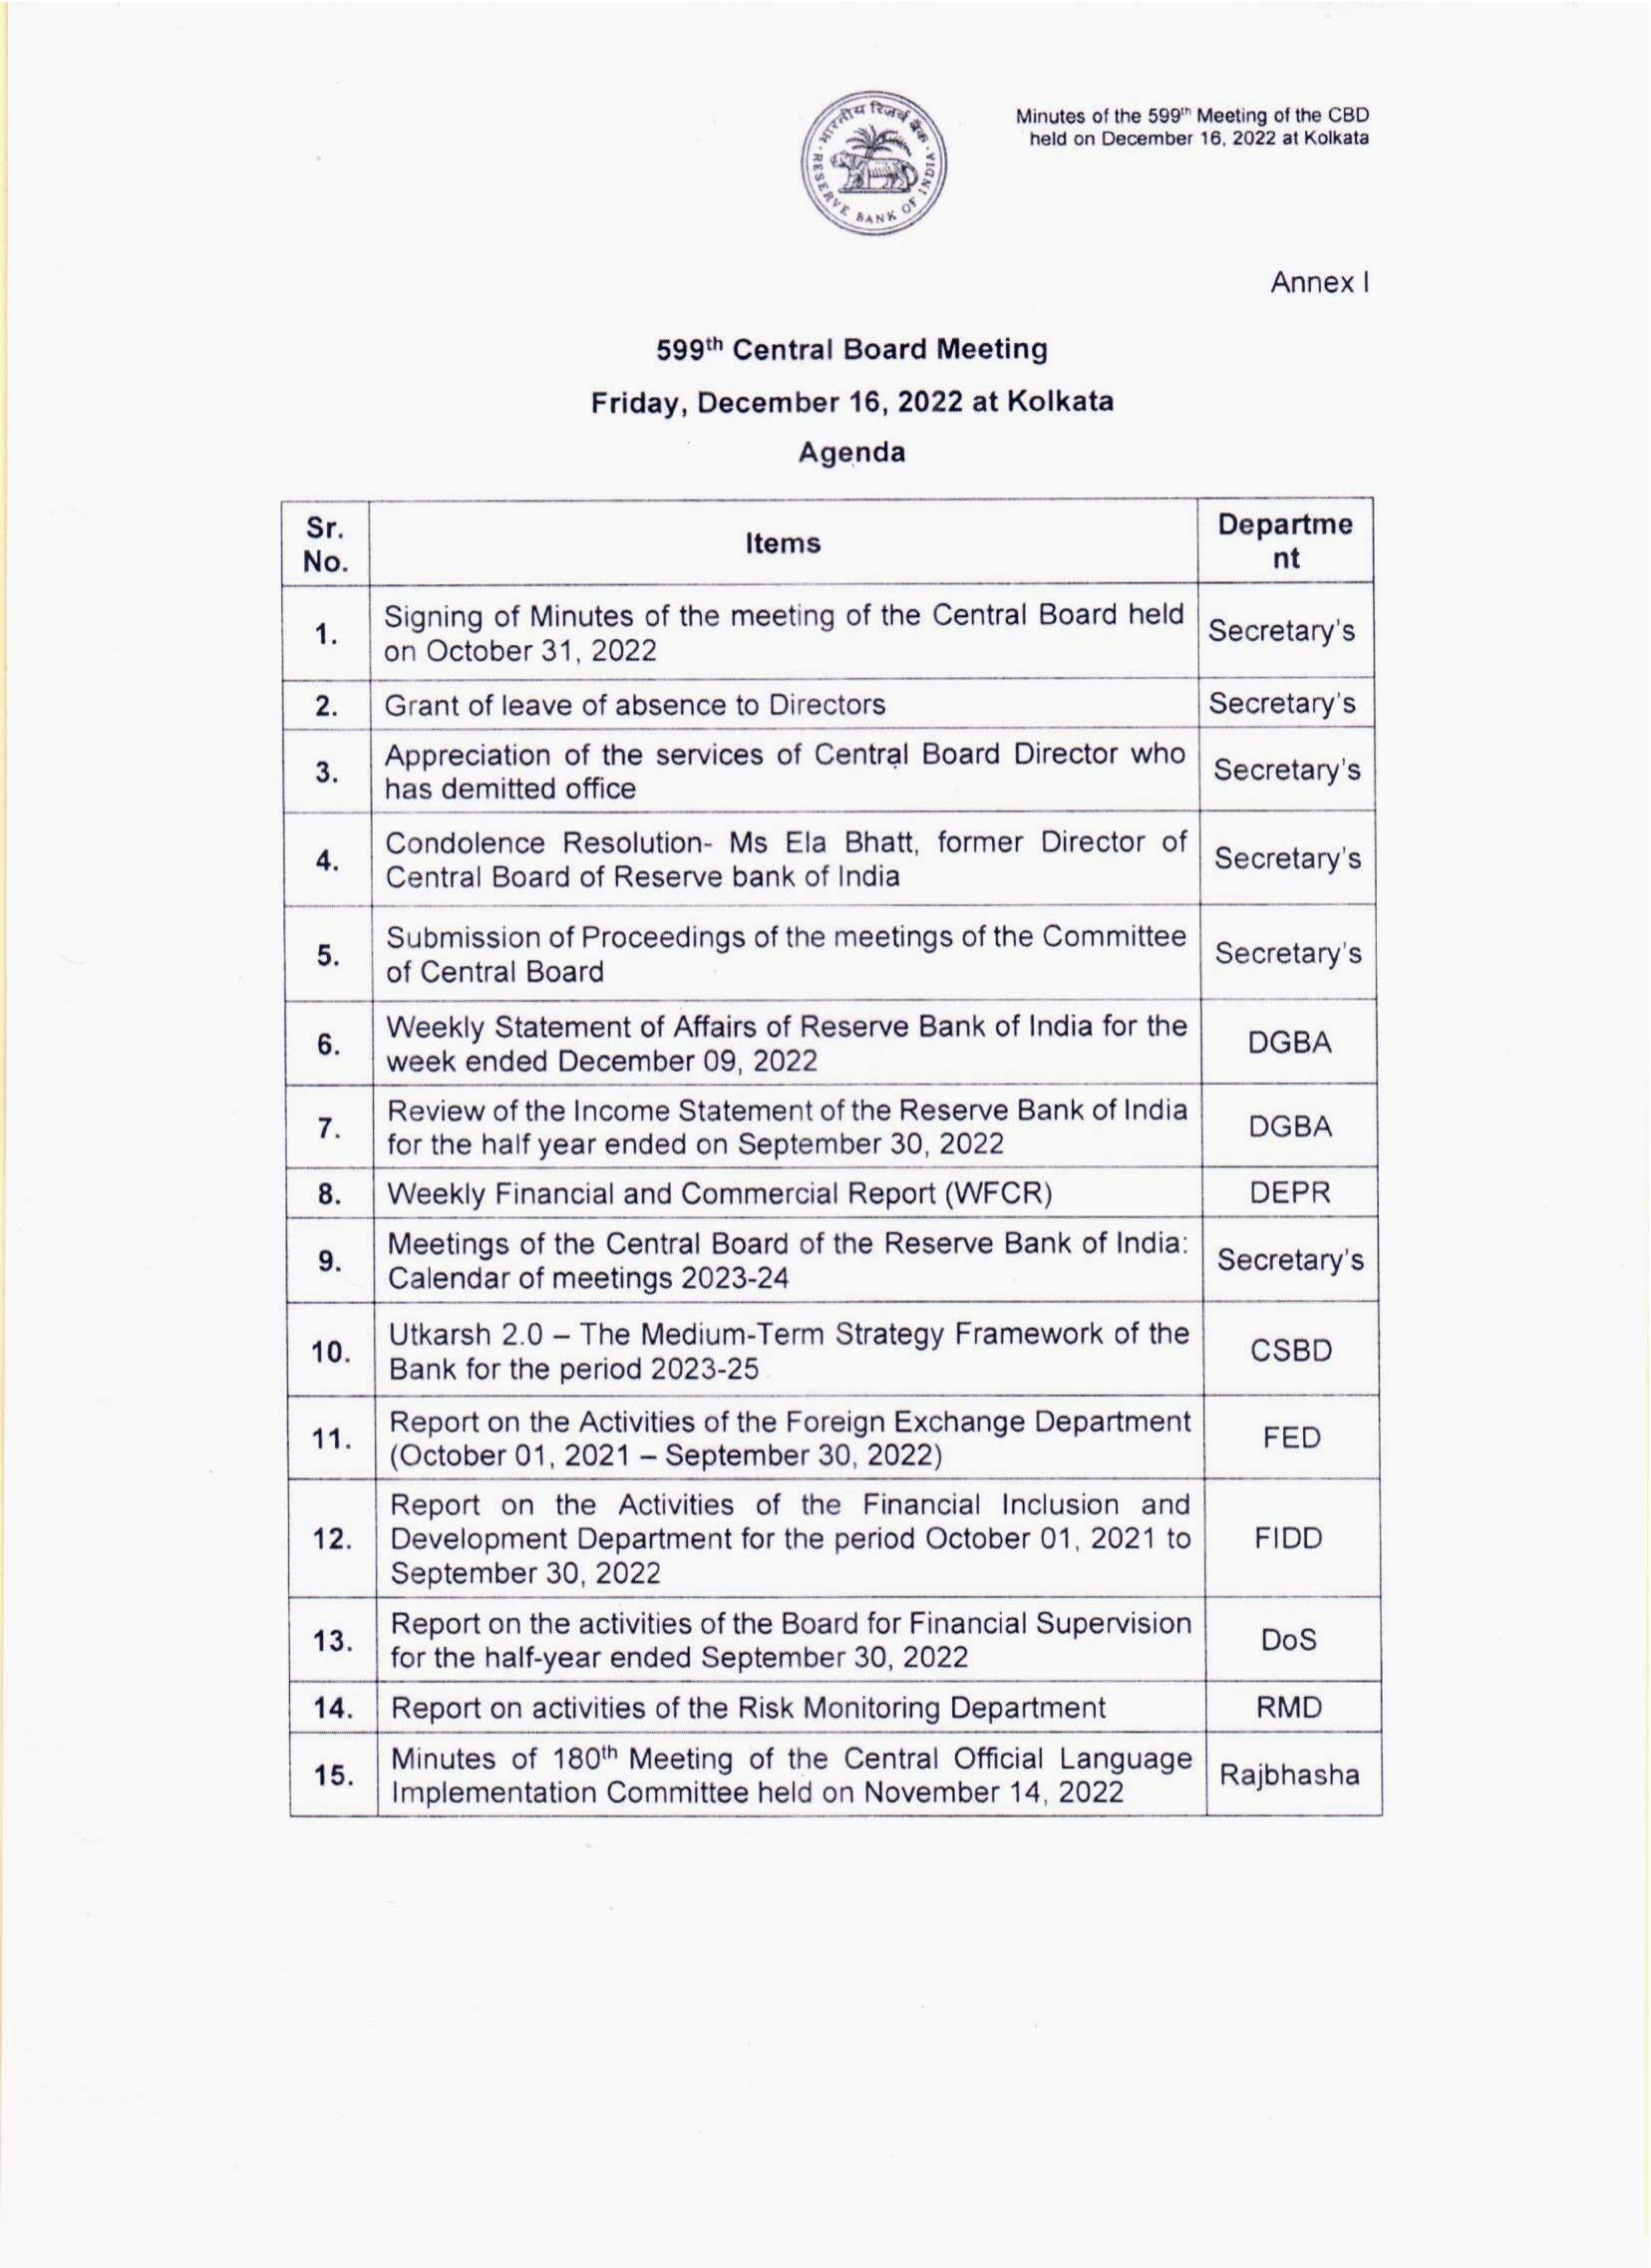 भारतीय रिज़र्व बैंक
RESERVE BANK OF INDIA
Minutes of the 599th Meeting of the CBD
held on December 16, 2022 at Kolkata
Annex I
599th Central Board Meeting
Friday, December 16, 2022 at Kolkata
Agenda
Sr.
No.
Items
Departme
nt
1.
Signing of Minutes of the meeting of the Central Board held
on October 31, 2022
Secretary's
2.
Grant of leave of absence to Directors
Secretary's
3.
Appreciation of the services of Central Board Director who
has demitted office
Secretary's
4.
Condolence Resolution- Ms Ela Bhatt, former Director of
Central Board of Reserve bank of India
Secretary's
5.
Submission of Proceedings of the meetings of the Committee
of Central Board
Secretary's
6.
Weekly Statement of Affairs of Reserve Bank of India for the
week ended December 09, 2022
DGBA
7.
Review of the Income Statement of the Reserve Bank of India
for the half year ended on September 30, 2022
DGBA
8.
Weekly Financial and Commercial Report (WFCR)
DEPR
9.
Meetings of the Central Board of the Reserve Bank of India:
Calendar of meetings 2023-24
Secretary's
10.
Utkarsh 2.0 – The Medium-Term Strategy Framework of the
Bank for the period 2023-25
CSBD
11.
Report on the Activities of the Foreign Exchange Department
(October 01, 2021 – September 30, 2022)
FED
12.
Report on the Activities of the Financial Inclusion and
Development Department for the period October 01, 2021 to
September 30, 2022
FIDD
13.
Report on the activities of the Board for Financial Supervision
for the half-year ended September 30, 2022
DoS
14.
Report on activities of the Risk Monitoring Department
RMD
15.
Minutes of 180th Meeting of the Central Official Language
Implementation Committee held on November 14, 2022
Rajbhasha